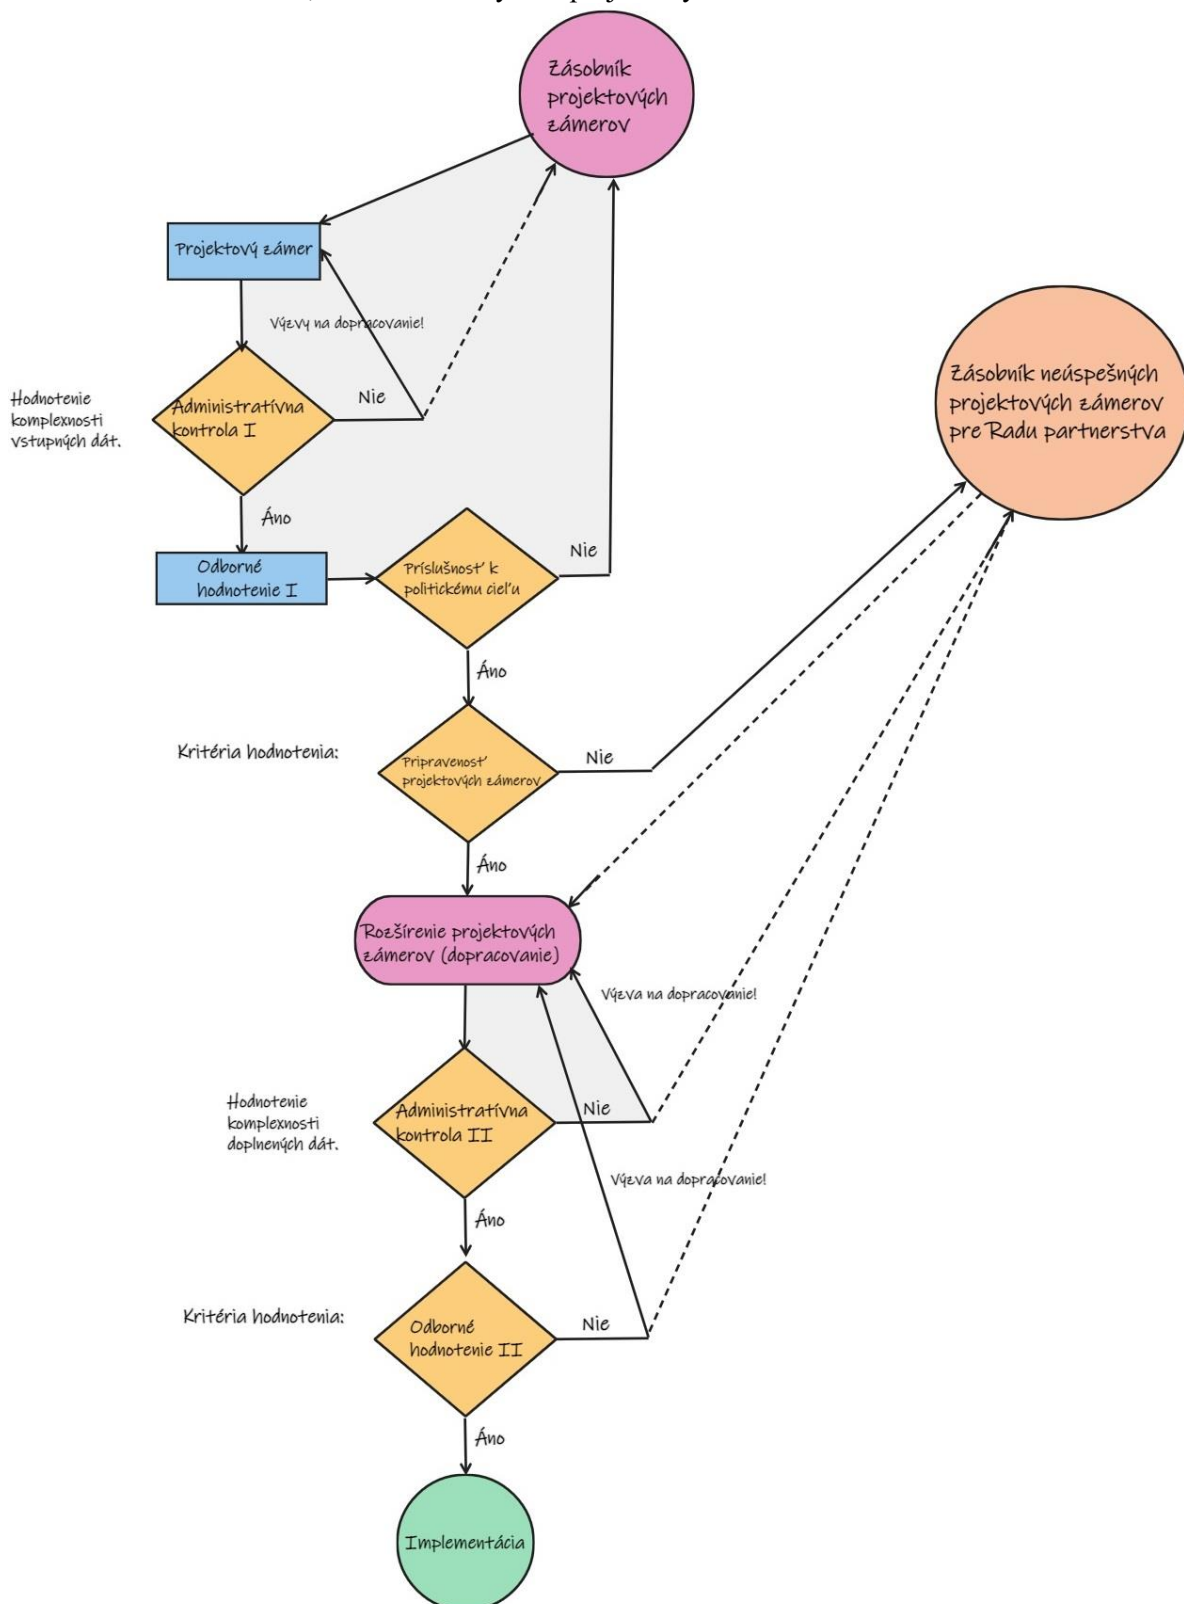 Zásobník
projektových
zámerov
Projektový zámer
Výzvy na dopracovanie!
Hodnotenie
komplexnosti
vstupných dát.
Administratívna
kontrola I
Nie
Áno
Odborné
hodnotenie I
Príslušnosť k
politickému cieľu
Nie
Zásobník neúspešných
projektových zámerov
pre Radu partnerstva
Áno
Kritéria hodnotenia:
Pripravenosť
projektových zámerov
Nie
Áno
Rozšírenie projektových
zámerov (dopracovanie)
Výzva na dopracovanie!
Hodnotenie
komplexnosti
doplnených dát.
Administratívna
kontrola II
Nie
Výzva na dopracovanie!
Áno
Kritéria hodnotenia:
Odborné
hodnotenie II
Nie
Áno
Implementácia